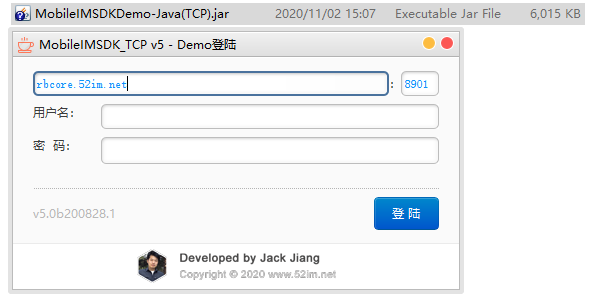 MobileIMSDKDemo-Java(TCP).jar 2020/11/02 15:07 Executable Jar File 6,015 KB
MobileIMSDK_TCP v5 - Demo登陆
rbcore.52im.net : 8901
用户名:
密 码:
v5.0b200828.1 登 陆
Developed by Jack Jiang
Copyright © 2020 www.52im.net